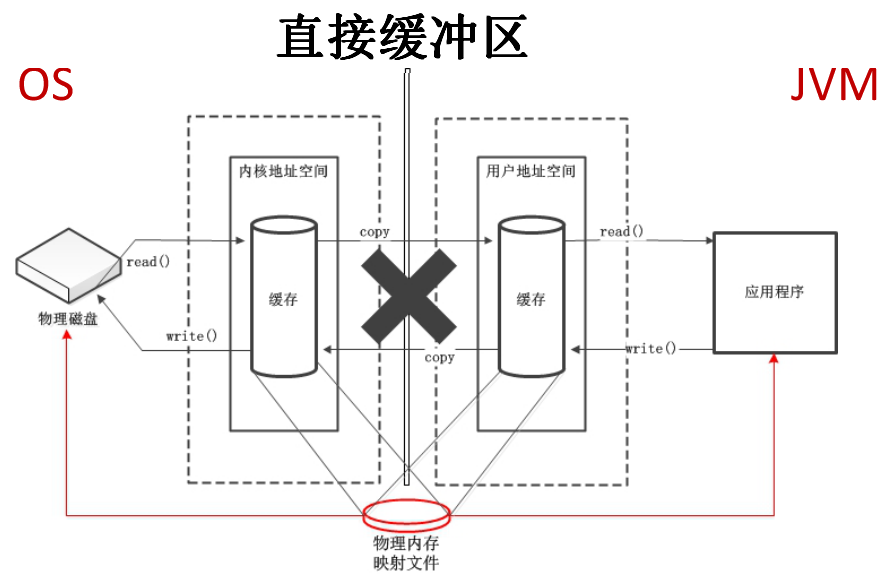 直接缓冲区
OS
JVM
内核地址空间
用户地址空间
copy
read()
read()
缓存
缓存
应用程序
物理磁盘
write()
copy
write()
物理内存
映射文件